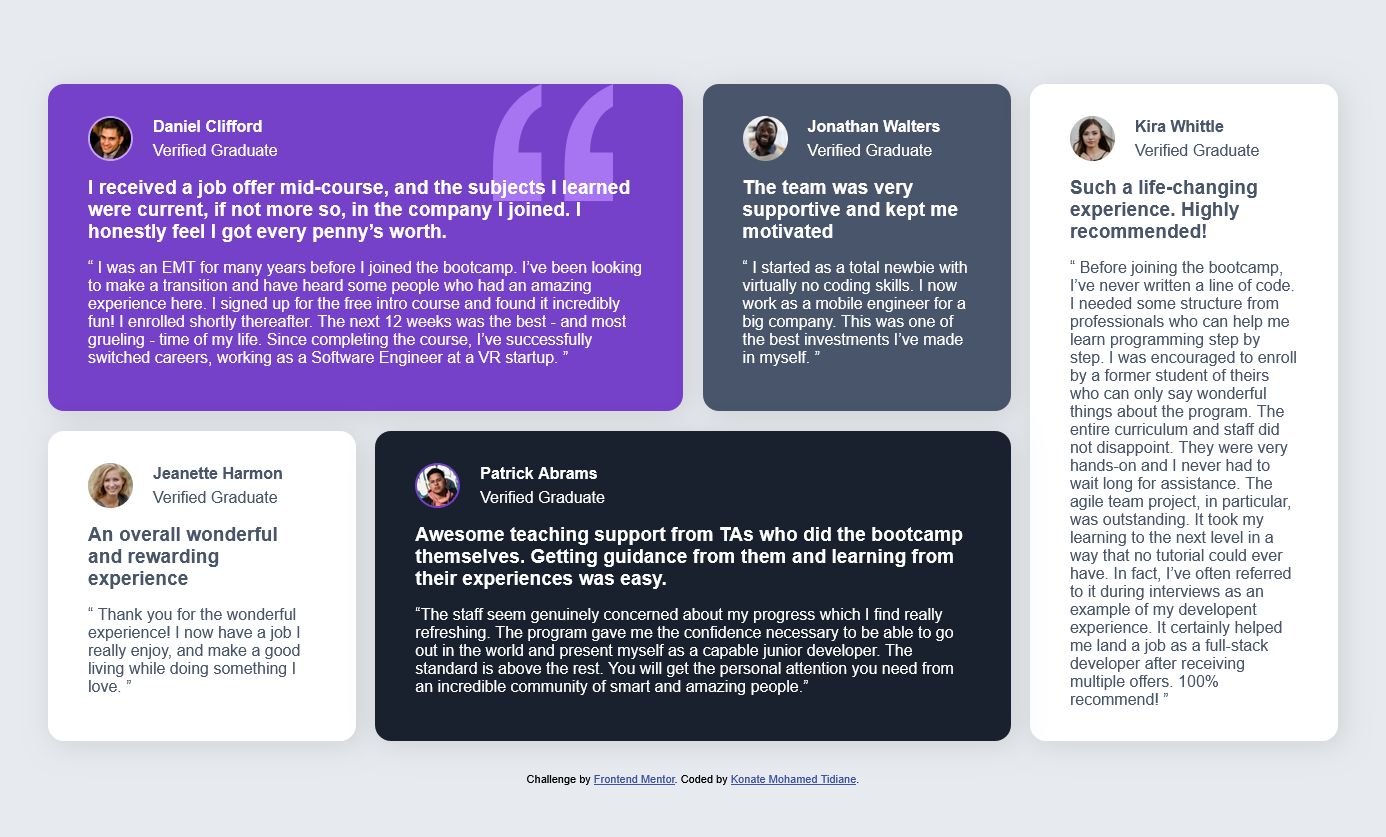 Daniel Clifford
Verified Graduate
I received a job offer mid-course, and the subjects I learned
were current, if not more so, in the company I joined. I
honestly feel I got every penny’s worth.
“ I was an EMT for many years before I joined the bootcamp. I’ve been looking
to make a transition and have heard some people who had an amazing
experience here. I signed up for the free intro course and found it incredibly
fun! I enrolled shortly thereafter. The next 12 weeks was the best - and most
grueling - time of my life. Since completing the course, I’ve successfully
switched careers, working as a Software Engineer at a VR startup. ”
Jonathan Walters
Verified Graduate
The team was very
supportive and kept me
motivated
“ I started as a total newbie with
virtually no coding skills. I now
work as a mobile engineer for a
big company. This was one of
the best investments I’ve made
in myself. ”
Kira Whittle
Verified Graduate
Such a life-changing
experience. Highly
recommended!
“ Before joining the bootcamp,
I’ve never written a line of code.
I needed some structure from
professionals who can help me
learn programming step by
step. I was encouraged to enroll
by a former student of theirs
who can only say wonderful
things about the program. The
entire curriculum and staff did
not disappoint. They were very
hands-on and I never had to
wait long for assistance. The
agile team project, in particular,
was outstanding. It took my
learning to the next level in a
way that no tutorial could ever
have. In fact, I’ve often referred
to it during interviews as an
example of my developent
experience. It certainly helped
me land a job as a full-stack
developer after receiving
multiple offers. 100%
recommend! ”
Jeanette Harmon
Verified Graduate
An overall wonderful
and rewarding
experience
“ Thank you for the wonderful
experience! I now have a job I
really enjoy, and make a good
living while doing something I
love. ”
Patrick Abrams
Verified Graduate
Awesome teaching support from TAs who did the bootcamp
themselves. Getting guidance from them and learning from
their experiences was easy.
“The staff seem genuinely concerned about my progress which I find really
refreshing. The program gave me the confidence necessary to be able to go
out in the world and present myself as a capable junior developer. The
standard is above the rest. You will get the personal attention you need from
an incredible community of smart and amazing people.”
Challenge by Frontend Mentor. Coded by Konate Mohamed Tidiane.